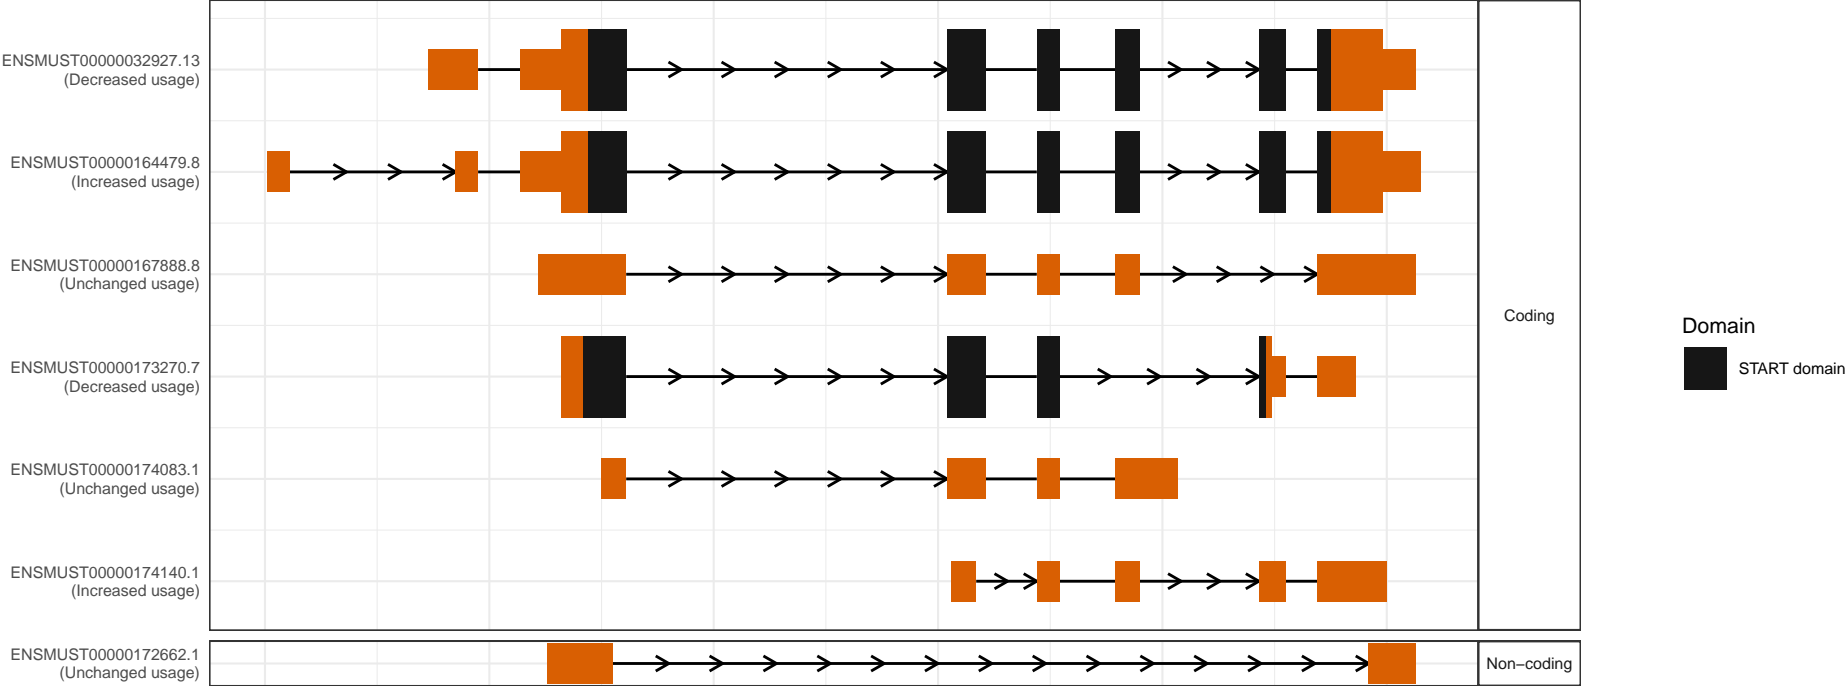 ENSMUST00000032927.13
(Decreased usage)
ENSMUST00000164479.8
(Increased usage)
ENSMUST00000167888.8
(Unchanged usage)
ENSMUST00000173270.7
(Decreased usage)
ENSMUST00000174083.1
(Unchanged usage)
ENSMUST00000174140.1
(Increased usage)
Coding
ENSMUST00000172662.1
(Unchanged usage)
Non−coding
Domain
START domain